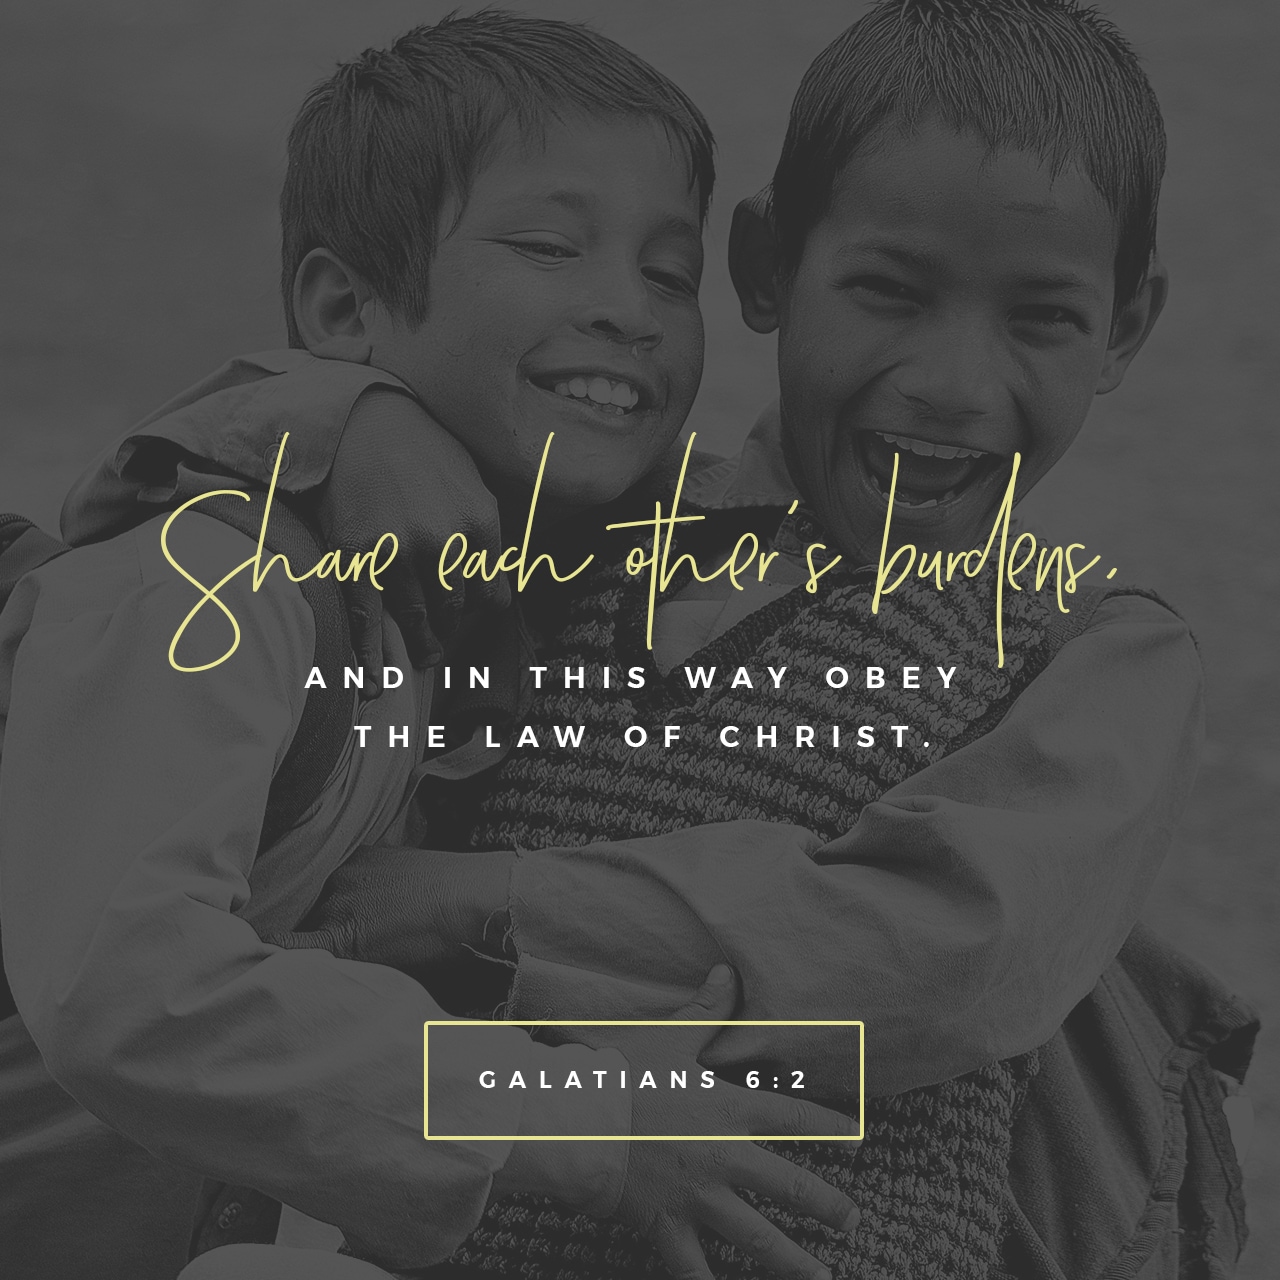 Share each other's burdens,
AND IN THIS WAY OBEY
THE LAW OF CHRIST.
GALATIANS 6:2